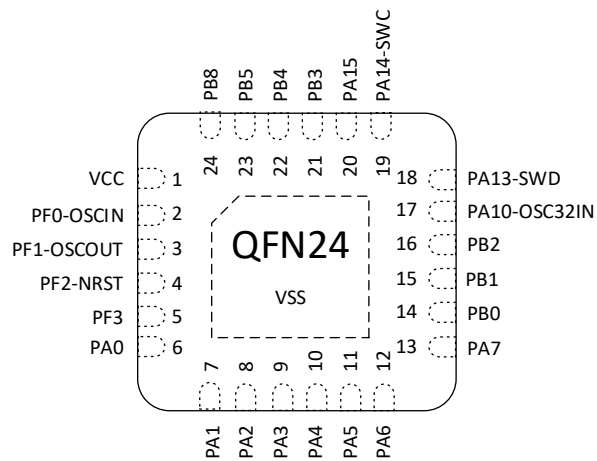 PB8 PB5 PB4 PB3 PA15 PA14-SWC
24 23 22 21 20 19
VCC 1
PF0-OSCIN 2
PF1-OSCOUT 3
PF2-NRST 4
PF3 5
PA0 6
QFN24
VSS
18 PA13-SWD
17 PA10-OSC32IN
16 PB2
15 PB1
14 PB0
13 PA7
7 8 9 10 11 12
PA1 PA2 PA3 PA4 PA5 PA6